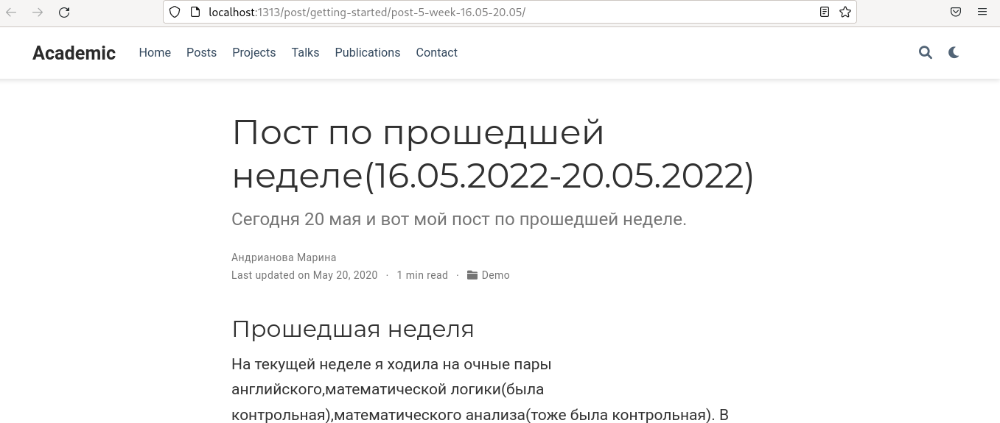 localhost:1313/post/getting-started/post-5-week-16.05-20.05/
Academic Home Posts Projects Talks Publications Contact
Пост по прошедшей
неделе(16.05.2022-20.05.2022)
Сегодня 20 мая и вот мой пост по прошедшей неделе.
Андрианова Марина
Last updated on May 20, 2020 · 1 min read · Demo
Прошедшая неделя
На текущей неделе я ходила на очные пары
английского,математической логики(была
контрольная),математического анализа(тоже была контрольная). В